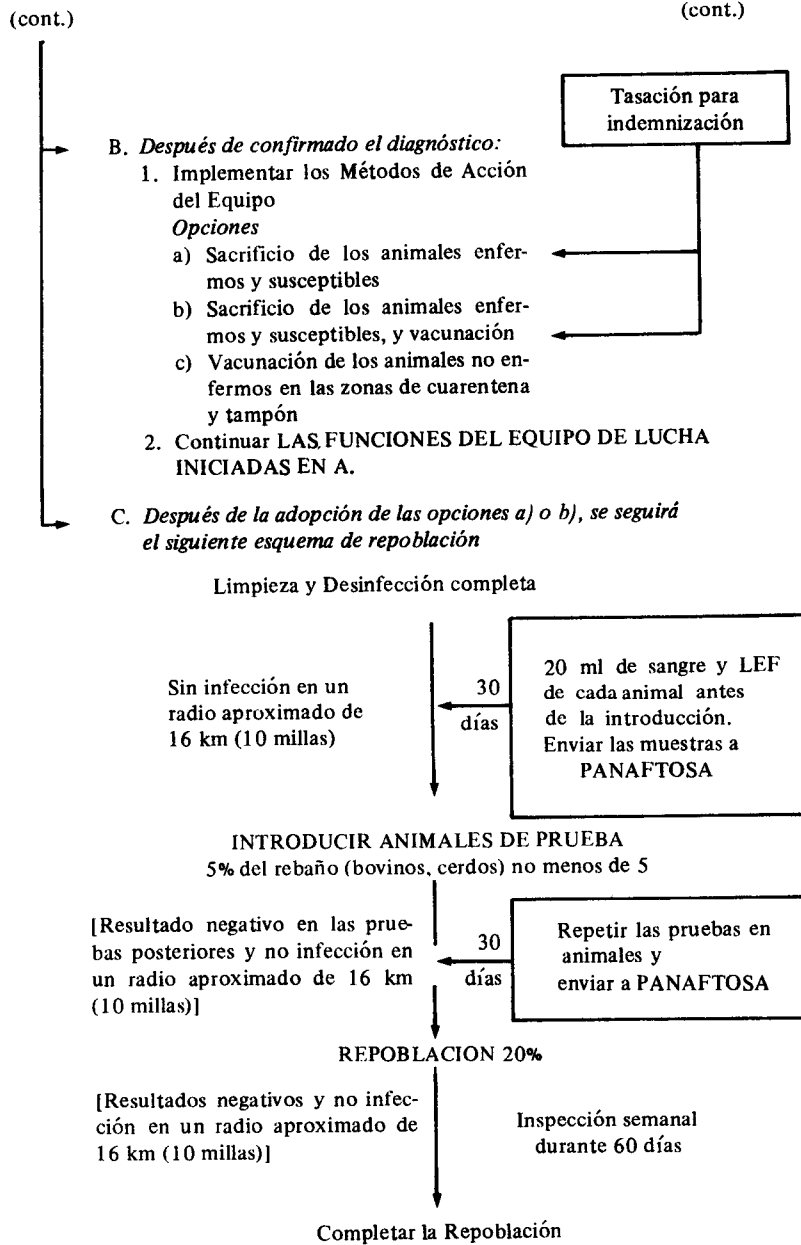 (cont.)
(cont.)
Tasación para
indemnización
B. Después de confirmado el diagnóstico:
1. Implementar los Métodos de Acción
del Equipo
Opciones
a) Sacrificio de los animales enfer-
mos y susceptibles
b) Sacrificio de los animales enfer-
mos y susceptibles, y vacunación
c) Vacunación de los animales no en-
fermos en las zonas de cuarentena
y tampón
2. Continuar LAS FUNCIONES DEL EQUIPO DE LUCHA
INICIADAS EN A.
C. Después de la adopción de las opciones a) o b), se seguirá
el siguiente esquema de repoblación
Limpieza y Desinfección completa
Sin infección en un
radio aproximado de
16 km (10 millas)
30
días
20 ml de sangre y LEF
de cada animal antes
de la introducción.
Enviar las muestras a
PANAFTOSA
INTRODUCIR ANIMALES DE PRUEBA
5% del rebaño (bovinos, cerdos) no menos de 5
[Resultado negativo en las prue-
bas posteriores y no infección en
un radio aproximado de 16 km
(10 millas)]
30
días
Repetir las pruebas en
animales y
enviar a PANAFTOSA
REPOBLACION 20%
[Resultados negativos y no infec-
ción en un radio aproximado de
16 km (10 millas)]
Inspección semanal
durante 60 días
Completar la Repoblación